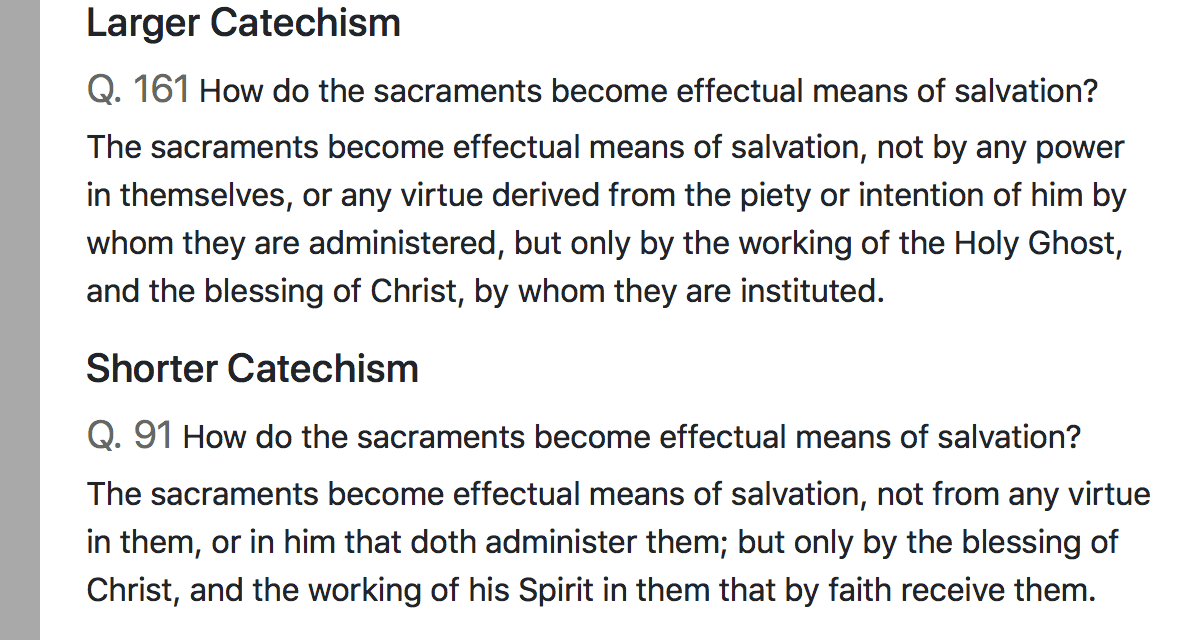 Larger Catechism
Q. 161 How do the sacraments become effectual means of salvation?
The sacraments become effectual means of salvation, not by any power
in themselves, or any virtue derived from the piety or intention of him by
whom they are administered, but only by the working of the Holy Ghost,
and the blessing of Christ, by whom they are instituted.
Shorter Catechism
Q. 91 How do the sacraments become effectual means of salvation?
The sacraments become effectual means of salvation, not from any virtue
in them, or in him that doth administer them; but only by the blessing of
Christ, and the working of his Spirit in them that by faith receive them.